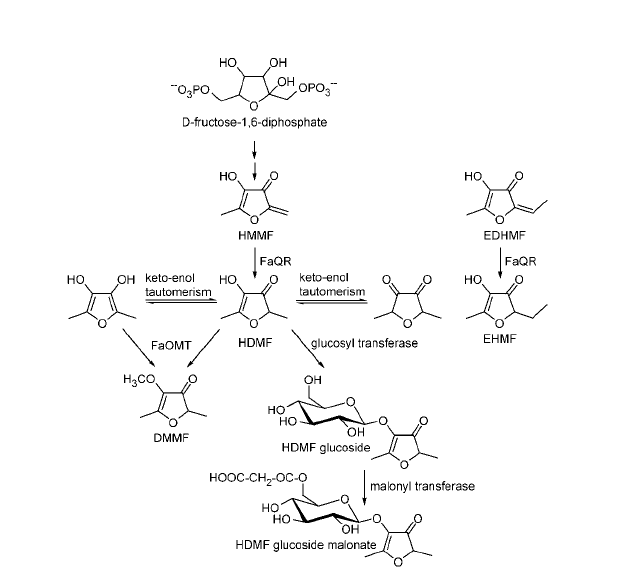 HO OH
⁻⁻O₃PO OH OPO₃⁻⁻
O
D-fructose-1,6-diphosphate
HO O
O
HMMF
HO O
O
EDHMF
FaQR
FaQR
HO OH
O
keto-enol
tautomerism
HO O
O
HDMF
keto-enol
tautomerism
O O
O
HO O
O
EHMF
FaOMT
glucosyl transferase
H₃CO O
O
DMMF
OH
HO O O O
HO OH
O
HDMF glucoside
malonyl transferase
HOOC-CH₂-OC-O
HO O O O
HO OH
O
HDMF glucoside malonate